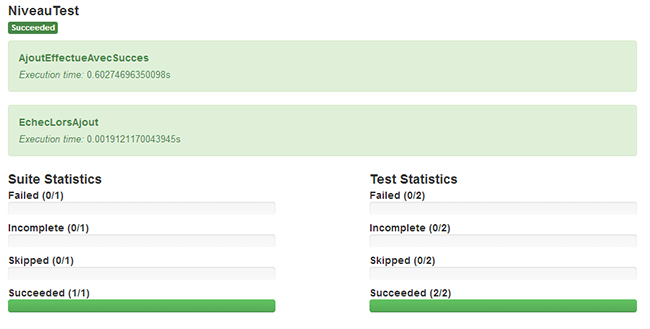 NiveauTest
Succeeded
AjoutEffectueAvecSucces
Execution time: 0.60274696350098s
EchecLorsAjout
Execution time: 0.0019121170043945s
Suite Statistics
Failed (0/1)
Incomplete (0/1)
Skipped (0/1)
Succeeded (1/1)
Test Statistics
Failed (0/2)
Incomplete (0/2)
Skipped (0/2)
Succeeded (2/2)